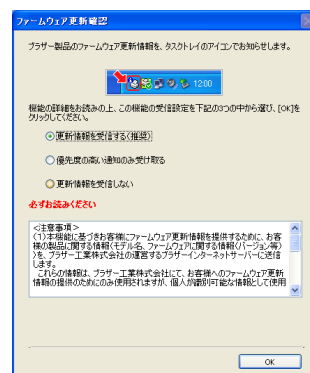 ファームウェア更新確認
ブラザー製品のファームウェア更新情報を、タスクトレイのアイコンでお知らせします。
12:00
機能の詳細をお読みの上、この機能の受信設定を下記の3つの中から選び、[OK]を
クリックしてください。
更新情報を受信する(推奨)
優先度の高い通知のみ受け取る
更新情報を受信しない
必ずお読みください
<注意事項>
(1)本機能に基づきお客様にファームウェア更新情報を提供するために、お客
様の製品に関する情報(モデル名、ファームウェアに関する情報(バージョン等)
)を、ブラザー工業株式会社の運営するブラザーインターネットサーバーに送信
します。
これらの情報は、ブラザー工業株式会社にて、お客様へのファームウェア更新
情報の提供のためにのみ使用されますが、個人が識別可能な情報として使用
OK